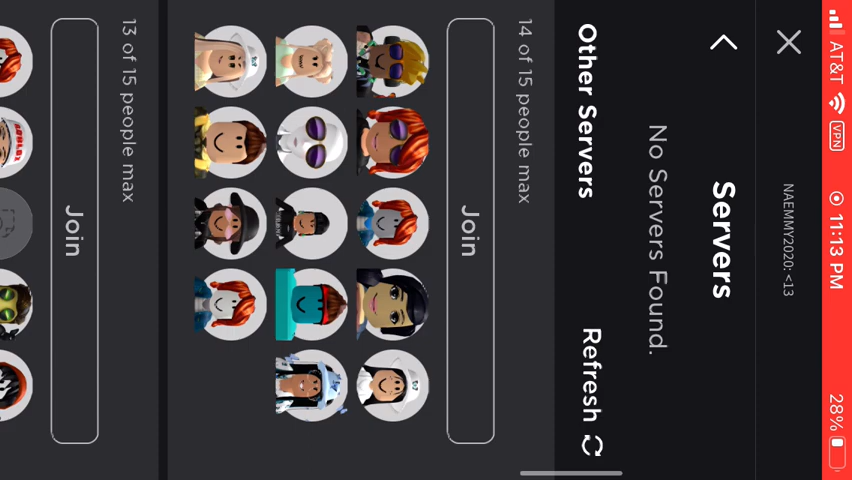 AT&T VPN 11:13 PM 28%
NAEMMY2020: <13
Servers
No Servers Found.
Other Servers Refresh
14 of 15 people max
Join
13 of 15 people max
Join